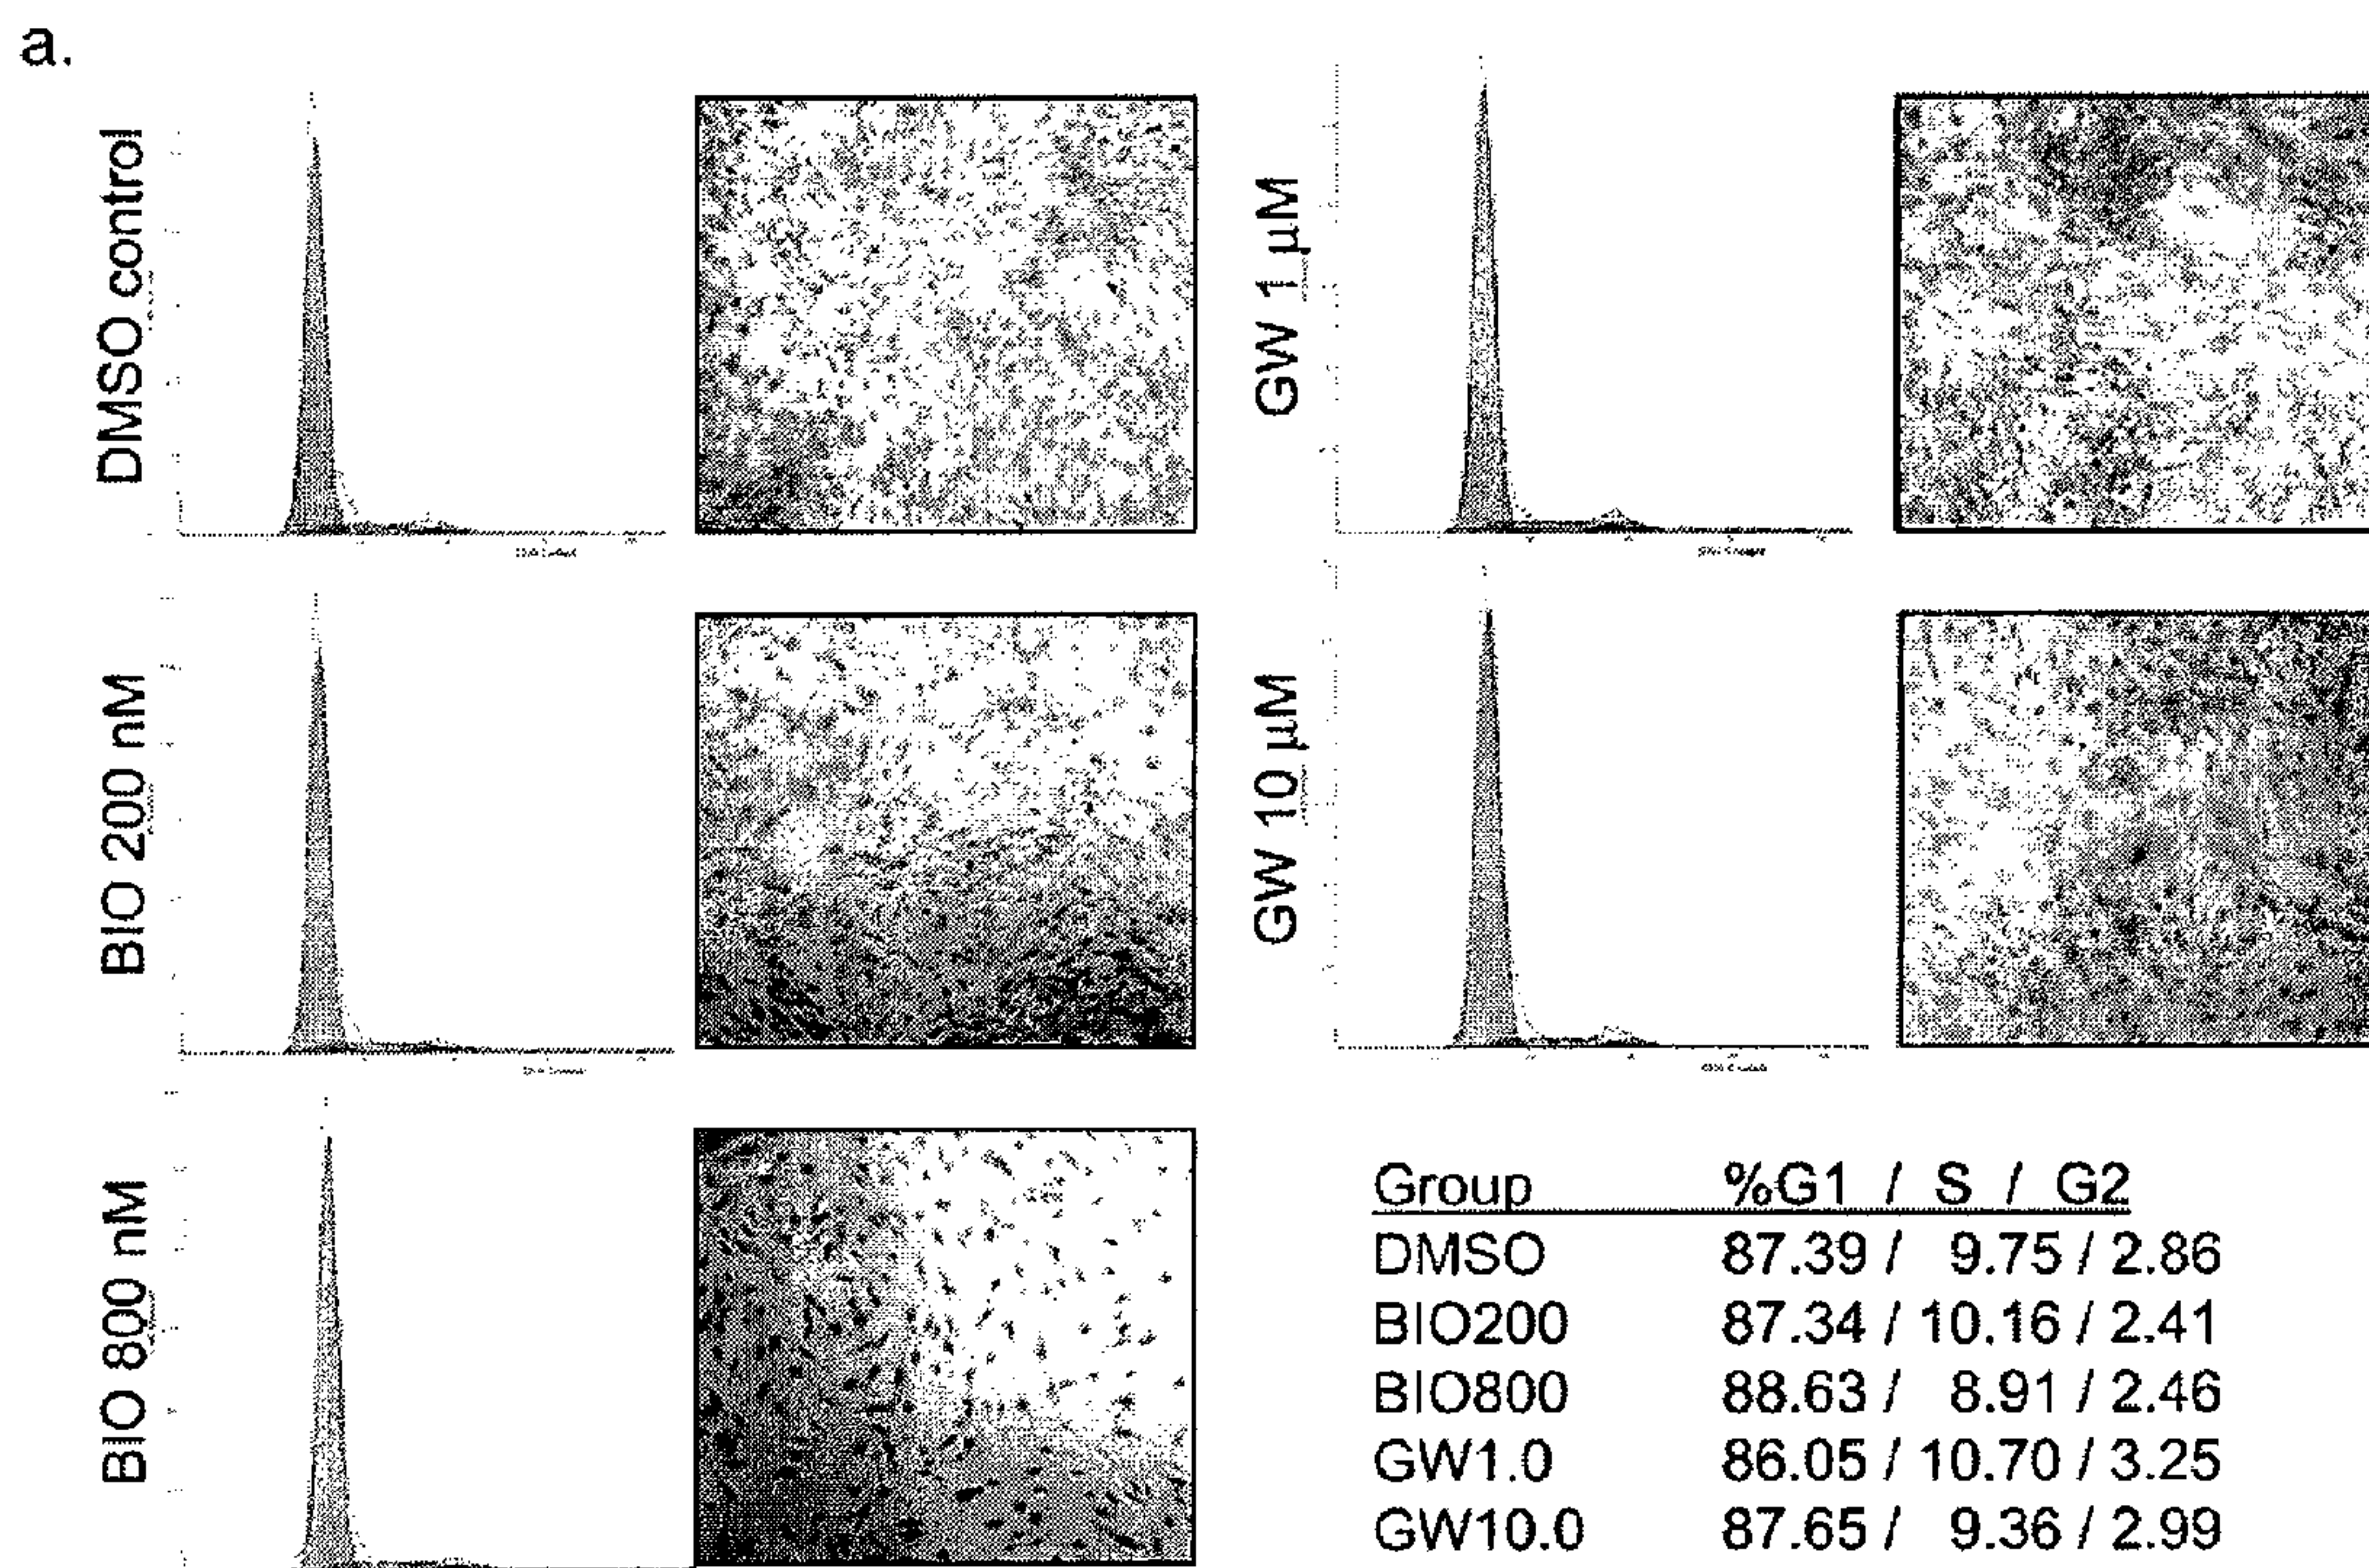 a.
DMSO control
GW 1 µM
BIO 200 nM
GW 10 µM
BIO 800 nM
Group %G1 / S / G2
DMSO 87.39 / 9.75 / 2.86
BIO200 87.34 / 10.16 / 2.41
BIO800 88.63 / 8.91 / 2.46
GW1.0 86.05 / 10.70 / 3.25
GW10.0 87.65 / 9.36 / 2.99